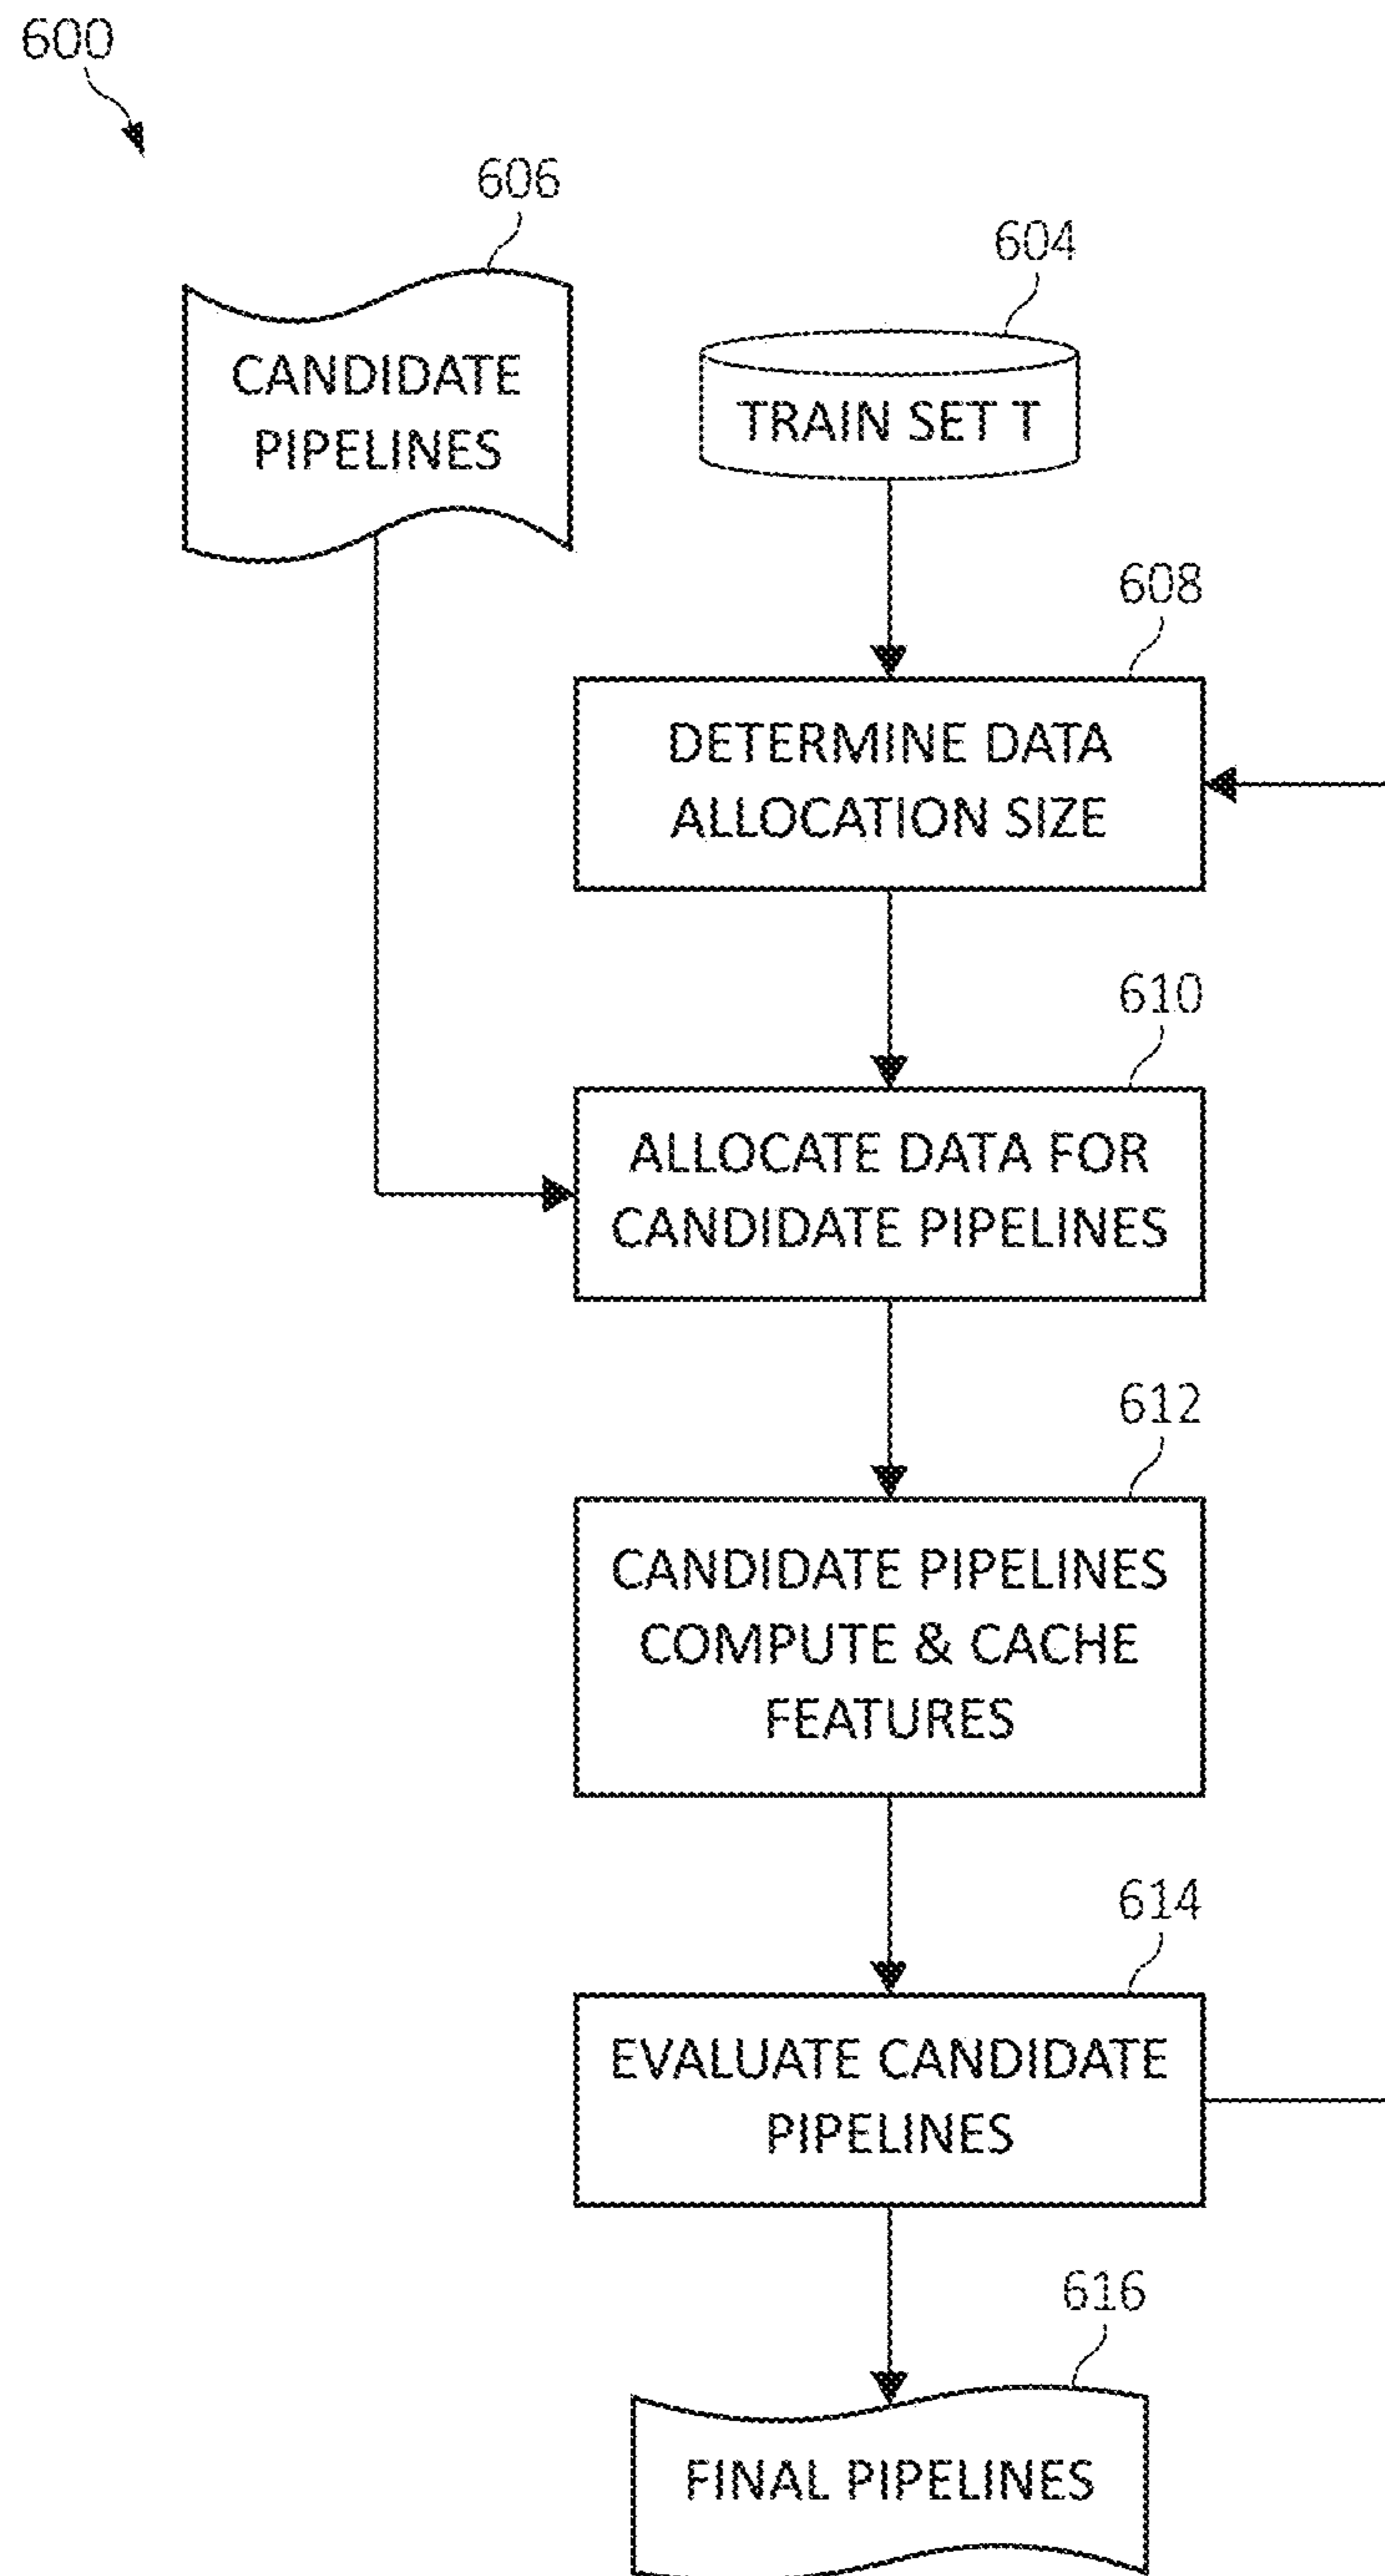 600
606
CANDIDATE
PIPELINES
604
TRAIN SET T
608
DETERMINE DATA
ALLOCATION SIZE
610
ALLOCATE DATA FOR
CANDIDATE PIPELINES
612
CANDIDATE PIPELINES
COMPUTE & CACHE
FEATURES
614
EVALUATE CANDIDATE
PIPELINES
616
FINAL PIPELINES